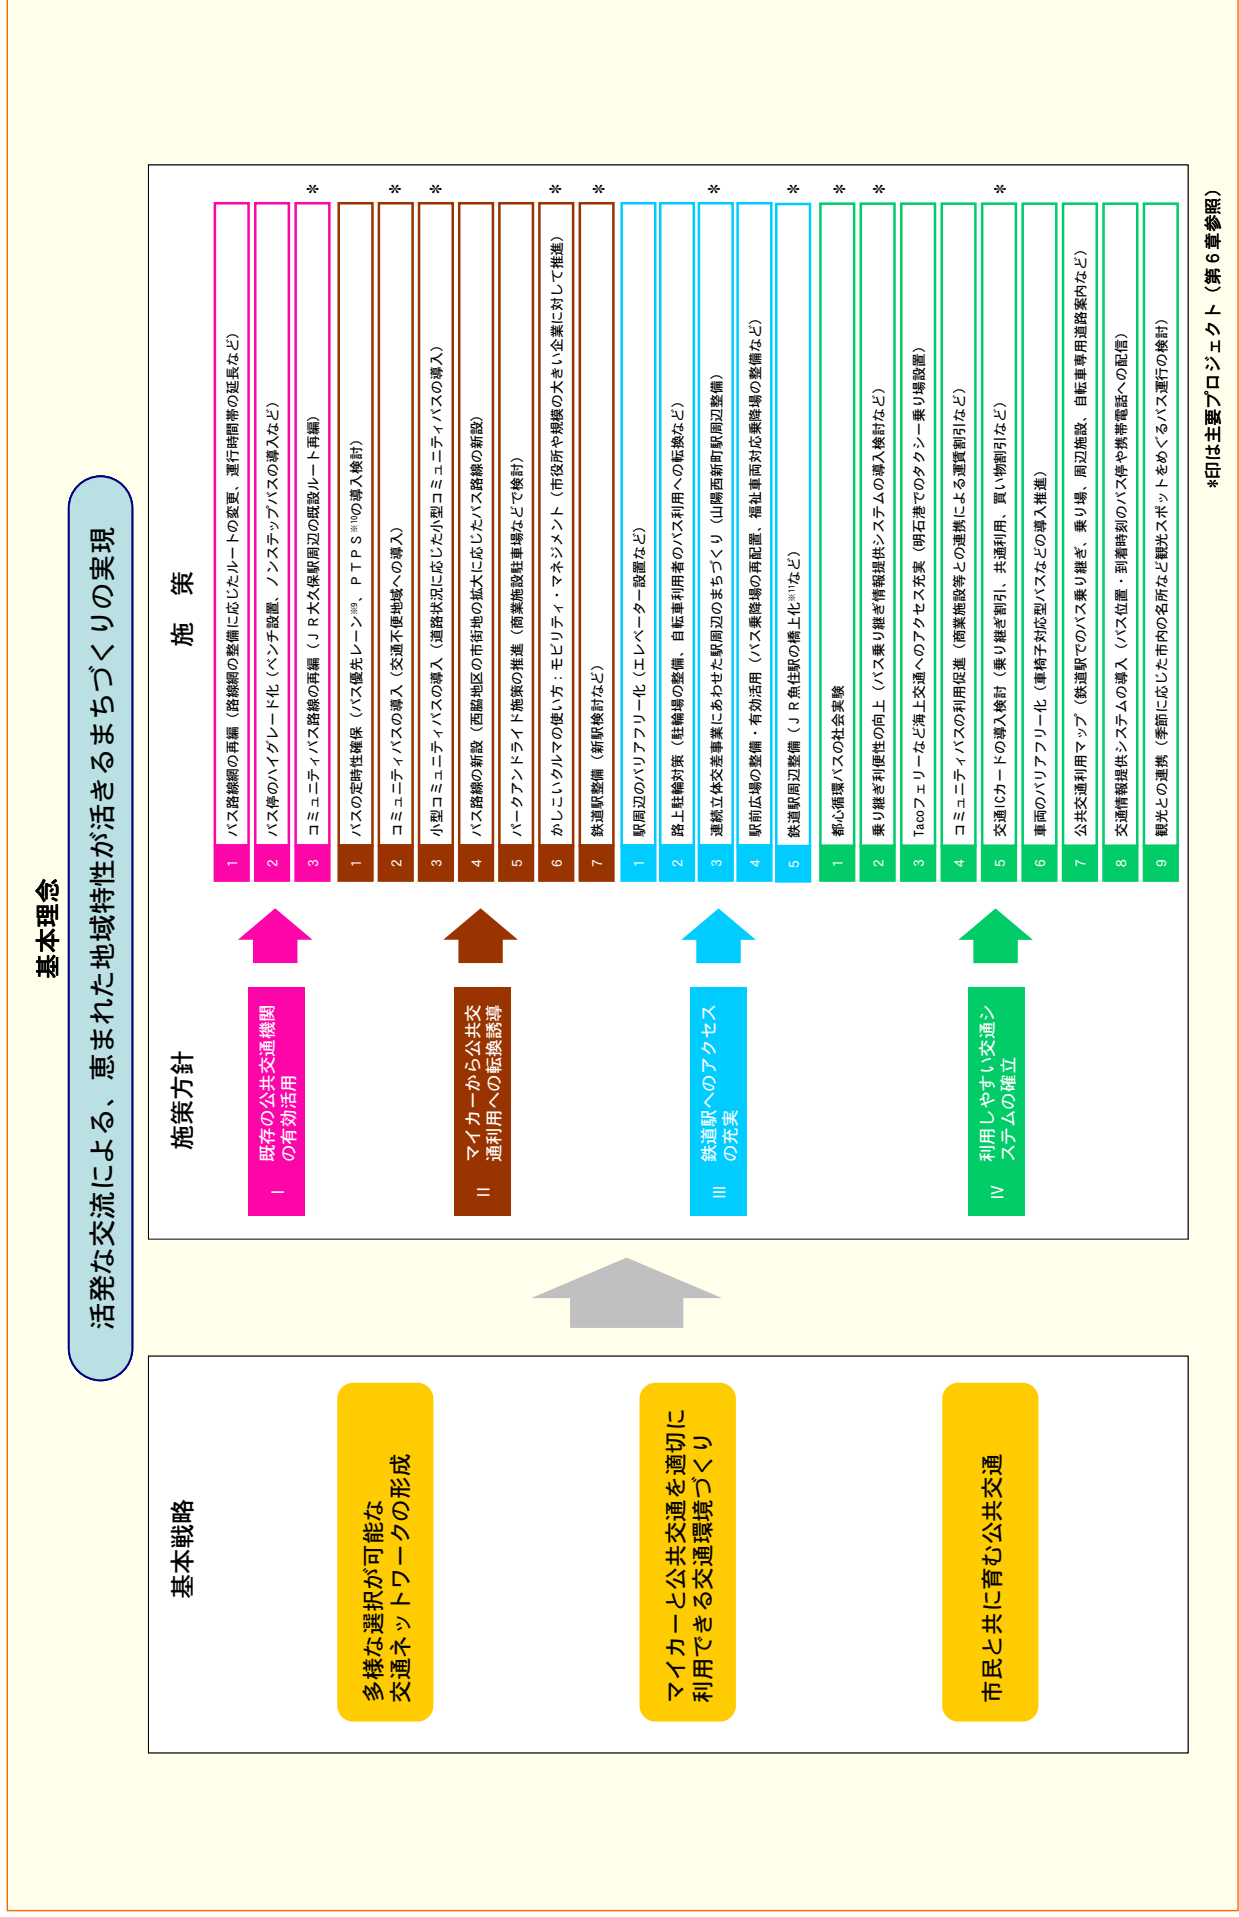 基本理念
活発な交流による、恵まれた地域特性が活きるまちづくりの実現
基本戦略
多様な選択が可能な
交通ネットワークの形成
マイカーと公共交通を適切に
利用できる交通環境づくり
市民と共に育む公共交通
施策方針
施　策
Ⅰ 既存の公共交通機関
の有効活用
1 バス路線網の再編（路線網の整備に応じたルートの変更、運行時間帯の延長など）
2 バス停のハイグレード化（ベンチ設置、ノンステップバスの導入など）
3 コミュニティバス路線の再編（ＪＲ大久保駅周辺の既設ルート再編） *
Ⅱ マイカーから公共交
通利用への転換誘導
1 バスの定時性確保（バス優先レーン※9、ＰＴＰＳ※10の導入検討）
2 コミュニティバスの導入（交通不便地域への導入） *
3 小型コミュニティバスの導入（道路状況に応じた小型コミュニティバスの導入） *
4 バス路線の新設（西脇地区の市街地の拡大に応じたバス路線の新設）
5 パークアンドライド施策の推進（商業施設駐車場などで検討）
6 かしこいクルマの使い方：モビリティ・マネジメント（市役所や規模の大きい企業に対して推進） *
7 鉄道駅整備（新駅検討など） *
Ⅲ 鉄道駅へのアクセス
の充実
1 駅周辺のバリアフリー化（エレベーター設置など）
2 路上駐輪対策（駐輪場の整備、自転車利用者のバス利用への転換など）
3 連続立体交差事業にあわせた駅周辺のまちづくり（山陽西新町駅周辺整備） *
4 駅前広場の整備・有効活用（バス乗降場の再配置、福祉車両対応乗降場の整備など）
5 鉄道駅周辺整備（ＪＲ魚住駅の橋上化※11など） *
Ⅳ 利用しやすい交通シ
ステムの確立
1 都心循環バスの社会実験 *
2 乗り継ぎ利便性の向上（バス乗り継ぎ情報提供システムの導入検討など） *
3 Tacoフェリーなど海上交通へのアクセス充実（明石港でのタクシー乗り場設置）
4 コミュニティバスの利用促進（商業施設等との連携による運賃割引など）
5 交通ICカードの導入検討（乗り継ぎ割引、共通利用、買い物割引など） *
6 車両のバリアフリー化（車椅子対応型バスなどの導入推進）
7 公共交通利用マップ（鉄道駅でのバス乗り継ぎ、乗り場、周辺施設、自転車専用道路案内など）
8 交通情報提供システムの導入（バス位置・到着時刻のバス停や携帯電話への配信）
9 観光との連携（季節に応じた市内の名所など観光スポットをめぐるバス運行の検討）
*印は主要プロジェクト（第６章参照）